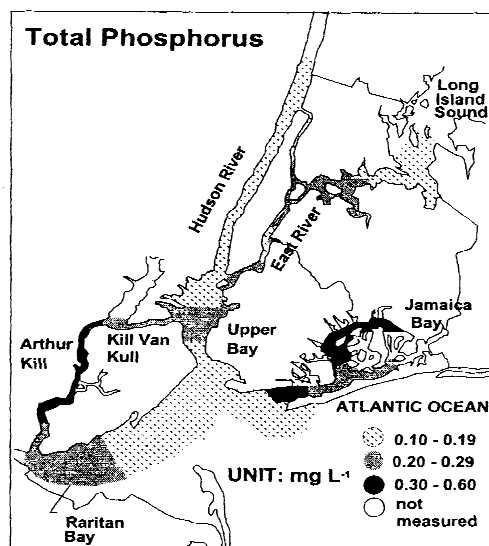 Total Phosphorus
Long
Island
Sound
Hudson River
East River
Jamaica
Bay
Upper
Bay
Arthur
Kill
Kill Van
Kull
ATLANTIC OCEAN
0.10 - 0.19
0.20 - 0.29
0.30 - 0.60
not
measured
UNIT: mg L-1
Raritan
Bay